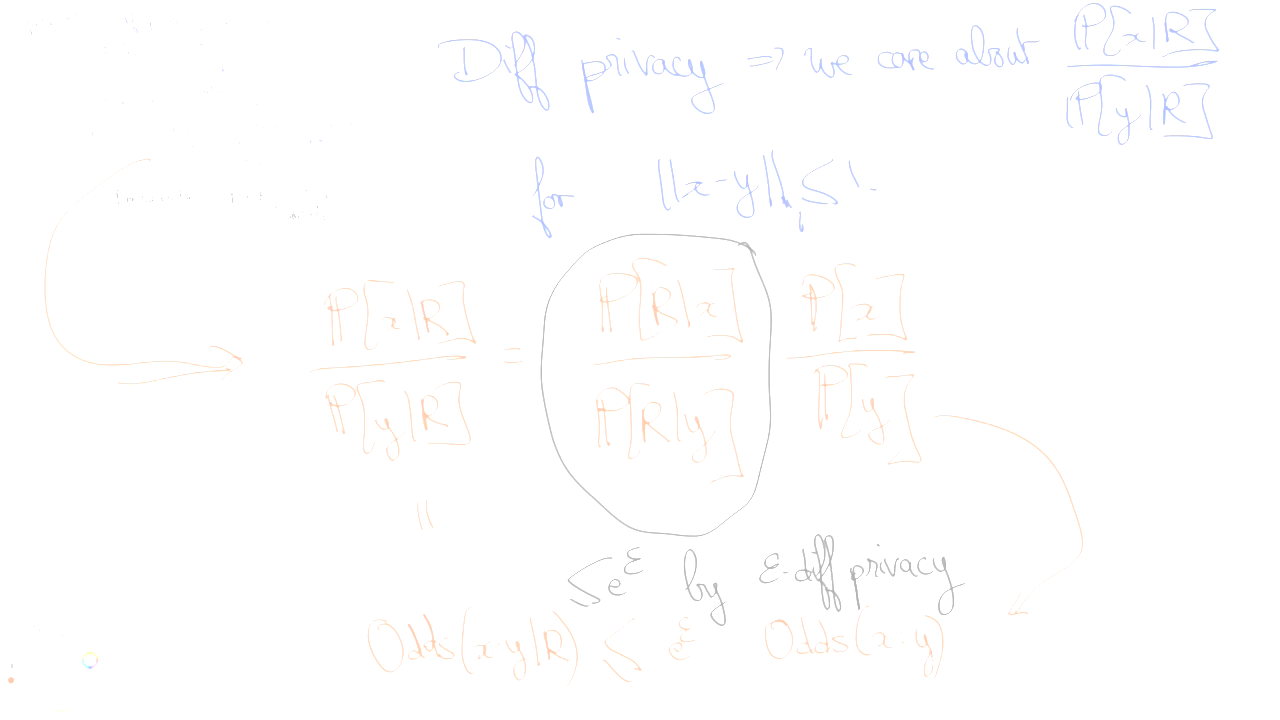 Diff privacy => we care about P[x|R] / P[y|R]
for ||x-y||₁ ≤ 1.
P[x|R] / P[y|R] = P[R|x] / P[R|y] P[x] / P[y]
||
≤ e^ε by ε-diff privacy
Odds(x-y|R) ≤ e^ε Odds(x-y)